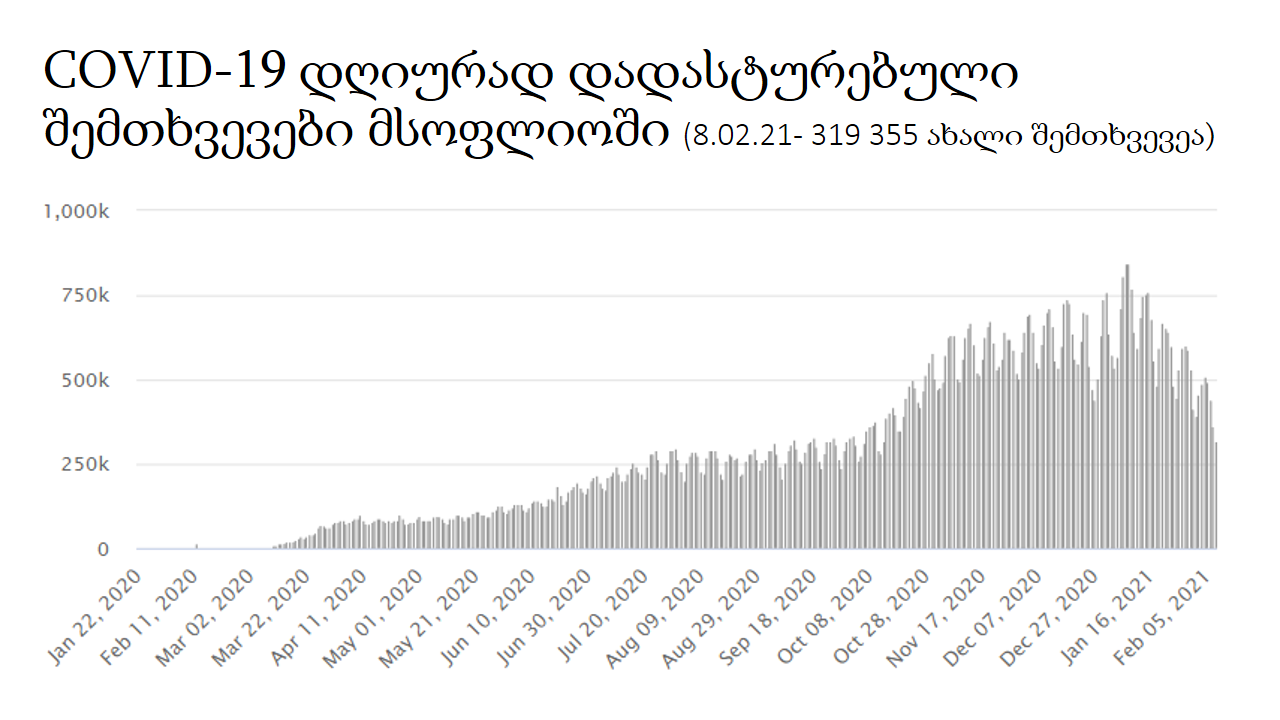 COVID-19 დღიურად დადასტურებული
შემთხვევები მსოფლიოში (8.02.21- 319 355 ახალი შემთხვევეა)
1,000k
750k
500k
250k
0
Jan 22, 2020
Feb 11, 2020
Mar 02, 2020
Mar 22, 2020
Apr 11, 2020
May 01, 2020
May 21, 2020
Jun 10, 2020
Jun 30, 2020
Jul 20, 2020
Aug 09, 2020
Aug 29, 2020
Sep 18, 2020
Oct 08, 2020
Oct 28, 2020
Nov 17, 2020
Dec 07, 2020
Dec 27, 2020
Jan 16, 2021
Feb 05, 2021